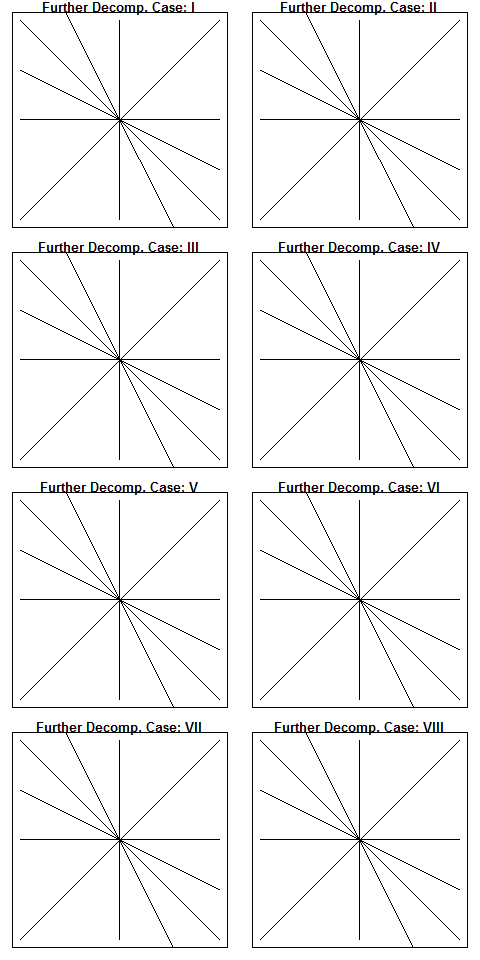 Further Decomp. Case: I
Further Decomp. Case: II
Further Decomp. Case: III
Further Decomp. Case: IV
Further Decomp. Case: V
Further Decomp. Case: VI
Further Decomp. Case: VII
Further Decomp. Case: VIII